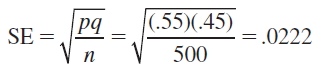 SE = √(pq/n) = √((.55)(.45)/500) = .0222